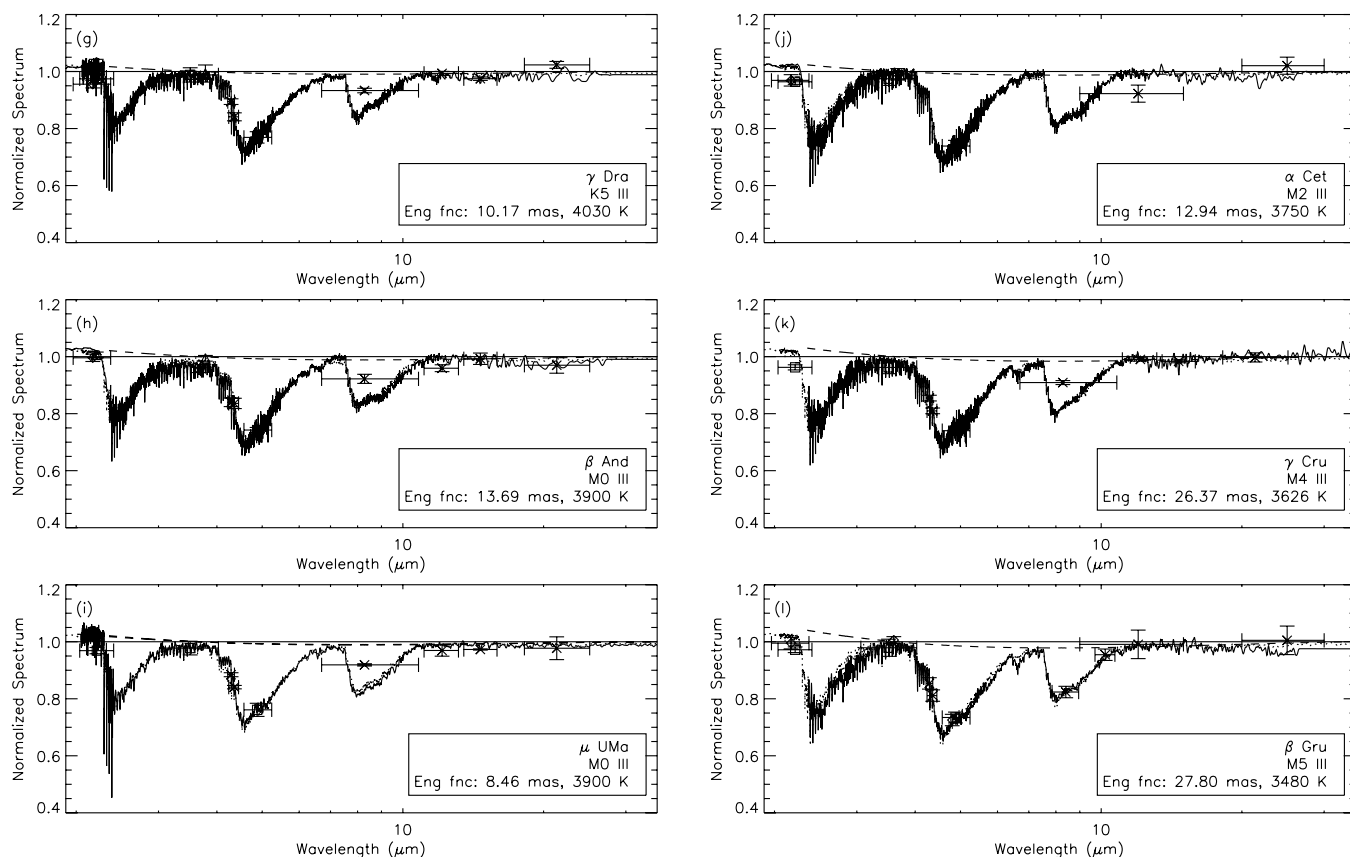 1.2
1.0
0.8
0.6
0.4
Normalized Spectrum
(g)
γ Dra
K5 III
Eng fnc: 10.17 mas, 4030 K
10
Wavelength (μm)
1.2
1.0
0.8
0.6
0.4
Normalized Spectrum
(j)
α Cet
M2 III
Eng fnc: 12.94 mas, 3750 K
10
Wavelength (μm)
1.2
1.0
0.8
0.6
0.4
Normalized Spectrum
(h)
β And
M0 III
Eng fnc: 13.69 mas, 3900 K
10
Wavelength (μm)
1.2
1.0
0.8
0.6
0.4
Normalized Spectrum
(k)
γ Cru
M4 III
Eng fnc: 26.37 mas, 3626 K
10
Wavelength (μm)
1.2
1.0
0.8
0.6
0.4
Normalized Spectrum
(i)
μ UMa
M0 III
Eng fnc: 8.46 mas, 3900 K
10
Wavelength (μm)
1.2
1.0
0.8
0.6
0.4
Normalized Spectrum
(l)
β Gru
M5 III
Eng fnc: 27.80 mas, 3480 K
10
Wavelength (μm)